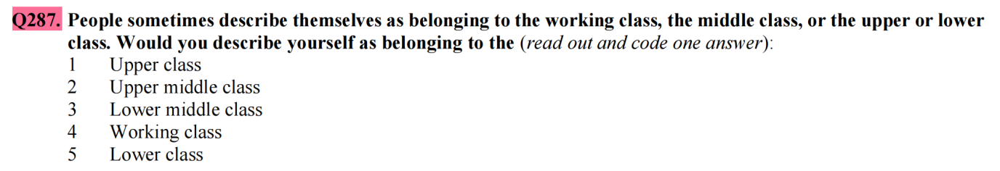 Q287. People sometimes describe themselves as belonging to the working class, the middle class, or the upper or lower
class. Would you describe yourself as belonging to the (read out and code one answer):
1 Upper class
2 Upper middle class
3 Lower middle class
4 Working class
5 Lower class